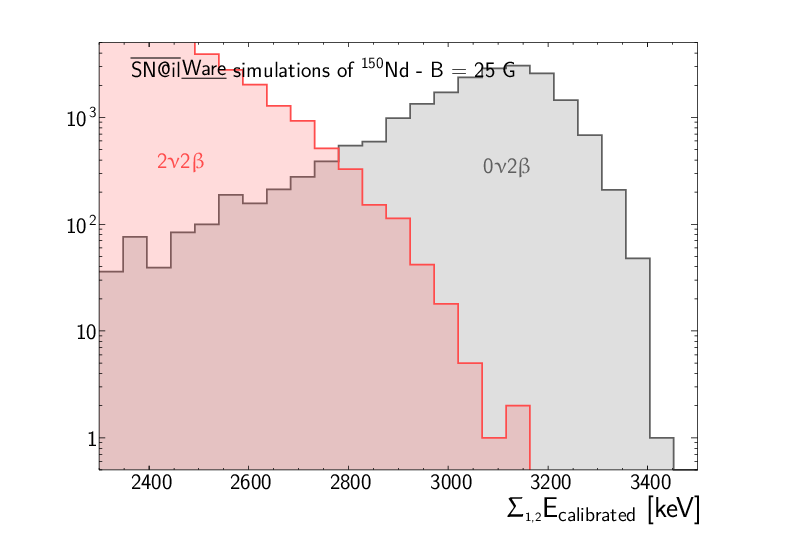 SN@ilWare simulations of ¹⁵⁰Nd - B = 25 G
10³
2ν2β
0ν2β
10²
10
1
2400 2600 2800 3000 3200 3400
Σ₁,₂E_calibrated [keV]